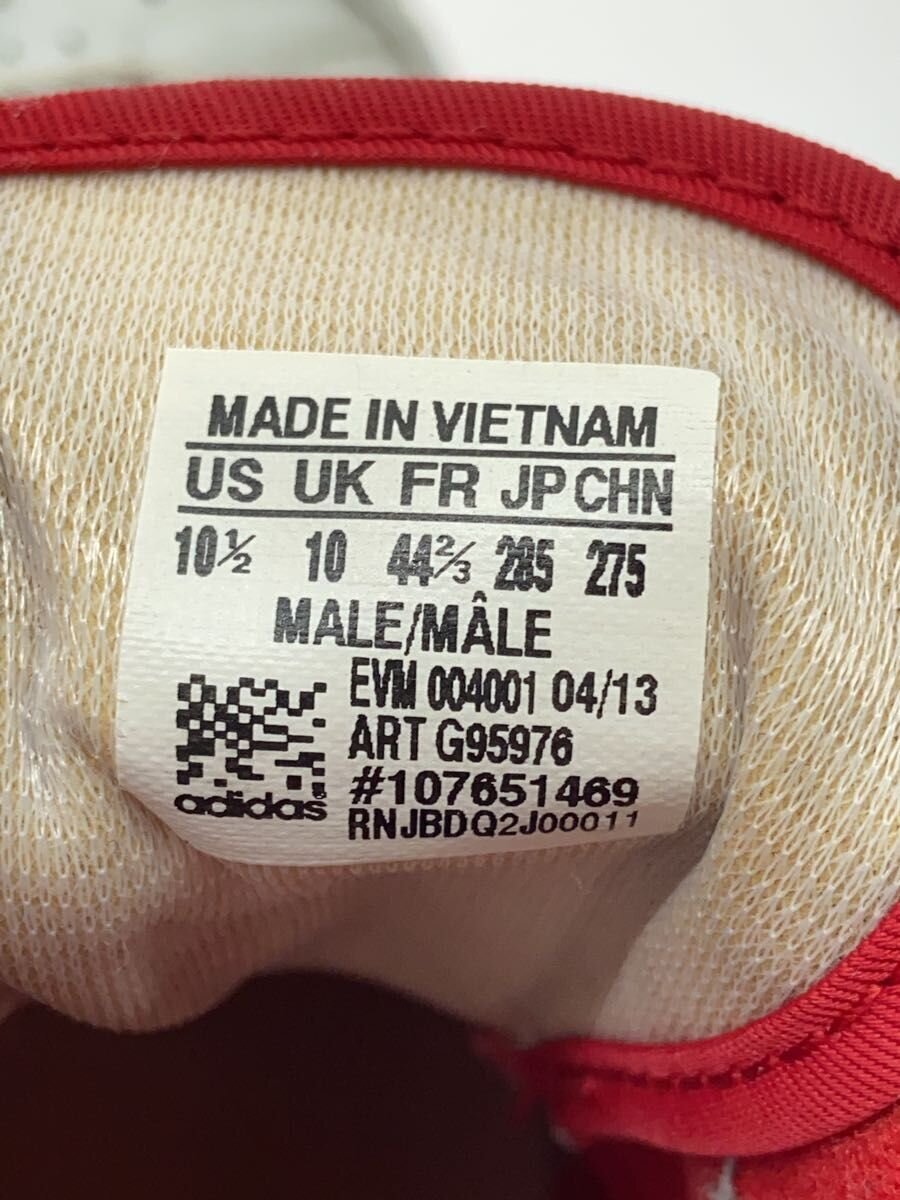 MADE IN VIETNAM
US UK FR JP CHN
10½ 10 44⅔ 285 275
MALE/MÂLE
EVM 004001 04/13
ART G95976
#107651469
adidas®
RNJBDQ2J00011